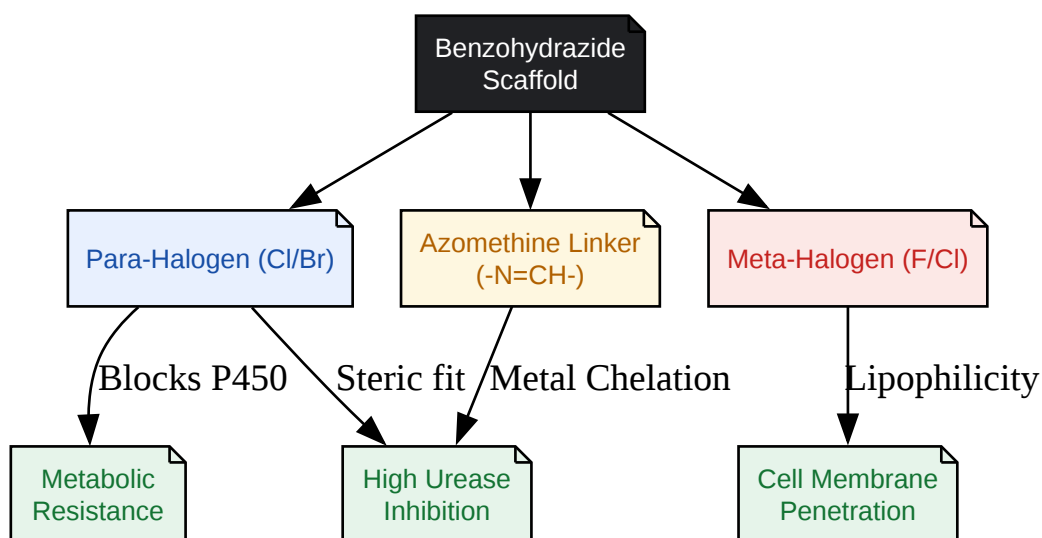 Benzohydrazide
Scaffold
Para-Halogen (Cl/Br)
Azomethine Linker
(-N=CH-)
Meta-Halogen (F/Cl)
Blocks P450
Steric fit
Metal Chelation
Lipophilicity
Metabolic
Resistance
High Urease
Inhibition
Cell Membrane
Penetration